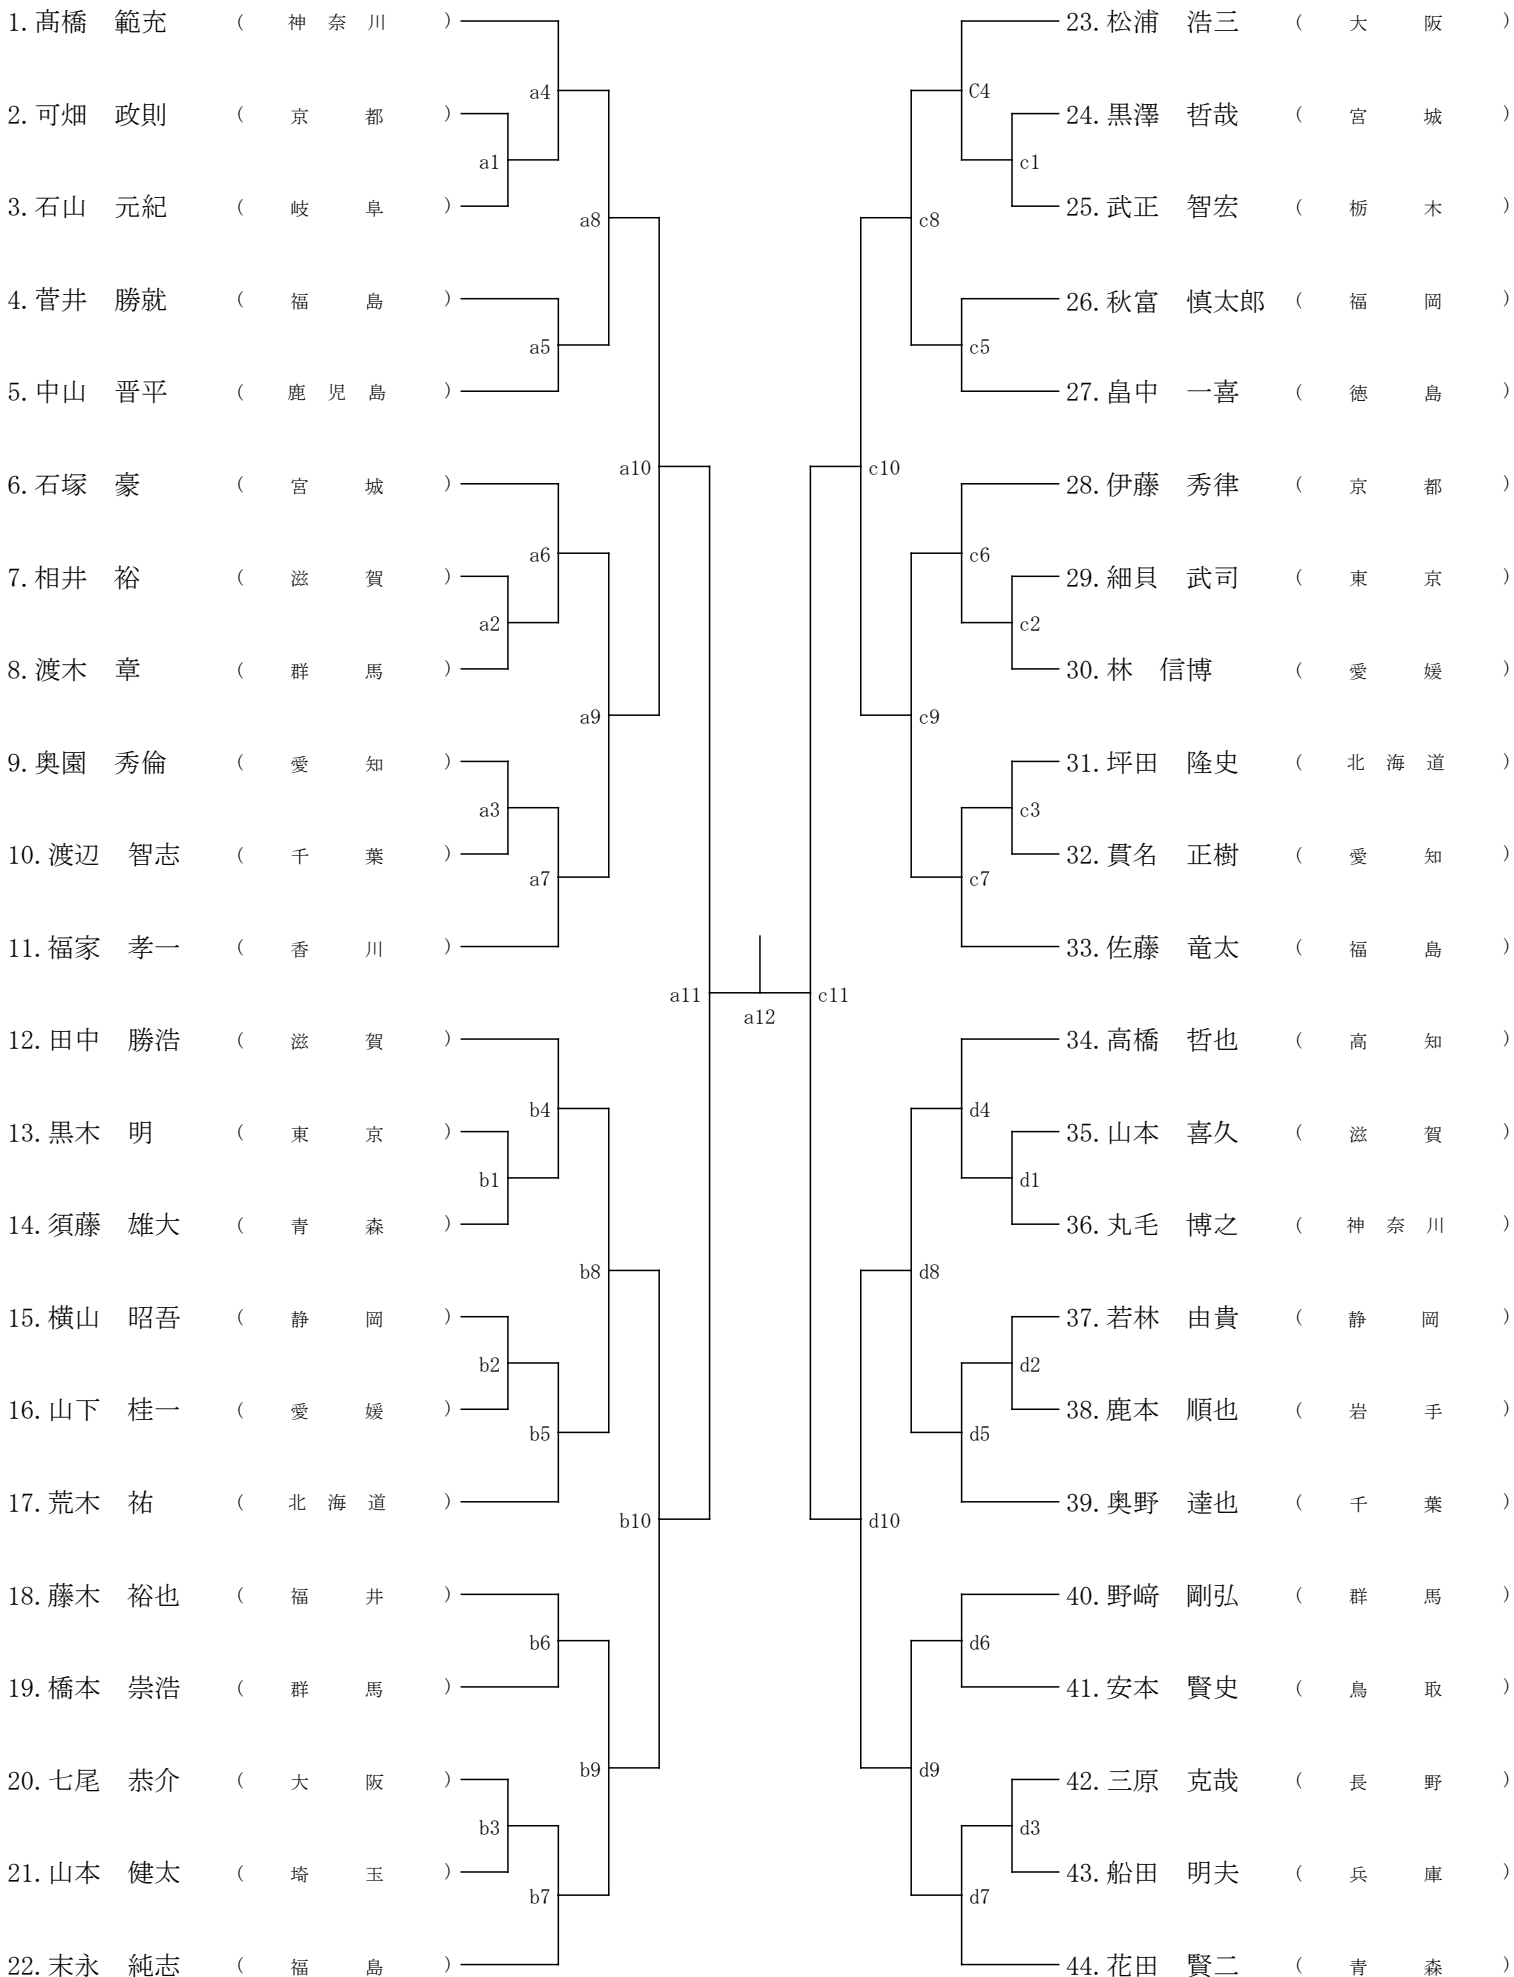 1.髙橋　範充 （ 神 奈 川 ）
2.可畑　政則 （ 京 都 ）
3.石山　元紀 （ 岐 阜 ）
4.菅井　勝就 （ 福 島 ）
5.中山　晋平 （ 鹿 児 島 ）
6.石塚　豪 （ 宮 城 ）
7.相井　裕 （ 滋 賀 ）
8.渡木　章 （ 群 馬 ）
9.奥園　秀倫 （ 愛 知 ）
10.渡辺　智志 （ 千 葉 ）
11.福家　孝一 （ 香 川 ）
12.田中　勝浩 （ 滋 賀 ）
13.黒木　明 （ 東 京 ）
14.須藤　雄大 （ 青 森 ）
15.横山　昭吾 （ 静 岡 ）
16.山下　桂一 （ 愛 媛 ）
17.荒木　祐 （ 北 海 道 ）
18.藤木　裕也 （ 福 井 ）
19.橋本　崇浩 （ 群 馬 ）
20.七尾　恭介 （ 大 阪 ）
21.山本　健太 （ 埼 玉 ）
22.末永　純志 （ 福 島 ）
a4
a1
a8
a5
a10
a6
a2
a9
a3
a7
a11
b4
b1
b8
b2
b5
b10
b6
b9
b3
b7
a12
C4
c1
c8
c5
c10
c6
c2
c9
c3
c7
c11
d4
d1
d8
d2
d5
d10
d6
d9
d3
d7
23.松浦　浩三 （ 大 阪 ）
24.黒澤　哲哉 （ 宮 城 ）
25.武正　智宏 （ 栃 木 ）
26.秋富　慎太郎 （ 福 岡 ）
27.畠中　一喜 （ 徳 島 ）
28.伊藤　秀律 （ 京 都 ）
29.細貝　武司 （ 東 京 ）
30.林　信博 （ 愛 媛 ）
31.坪田　隆史 （ 北 海 道 ）
32.貫名　正樹 （ 愛 知 ）
33.佐藤　竜太 （ 福 島 ）
34.高橋　哲也 （ 高 知 ）
35.山本　喜久 （ 滋 賀 ）
36.丸毛　博之 （ 神 奈 川 ）
37.若林　由貴 （ 静 岡 ）
38.鹿本　順也 （ 岩 手 ）
39.奥野　達也 （ 千 葉 ）
40.野﨑　剛弘 （ 群 馬 ）
41.安本　賢史 （ 鳥 取 ）
42.三原　克哉 （ 長 野 ）
43.船田　明夫 （ 兵 庫 ）
44.花田　賢二 （ 青 森 ）